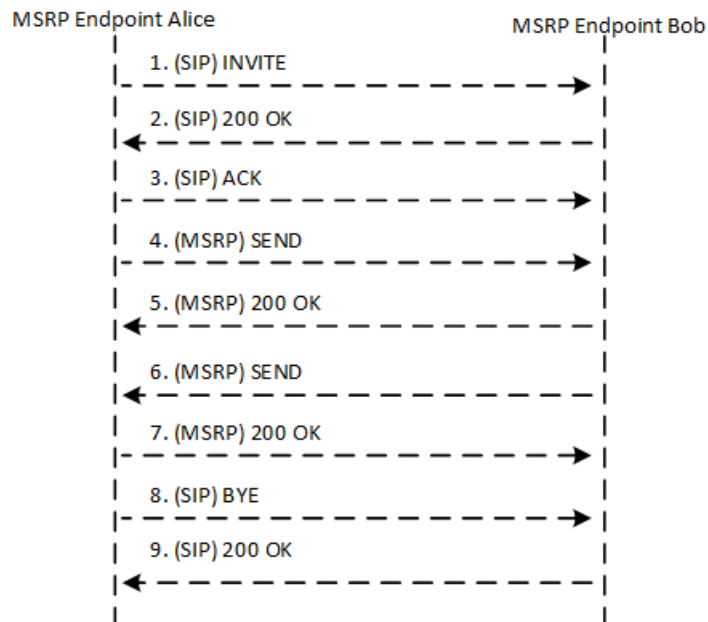 MSRP Endpoint Alice
MSRP Endpoint Bob
1. (SIP) INVITE
2. (SIP) 200 OK
3. (SIP) ACK
4. (MSRP) SEND
5. (MSRP) 200 OK
6. (MSRP) SEND
7. (MSRP) 200 OK
8. (SIP) BYE
9. (SIP) 200 OK